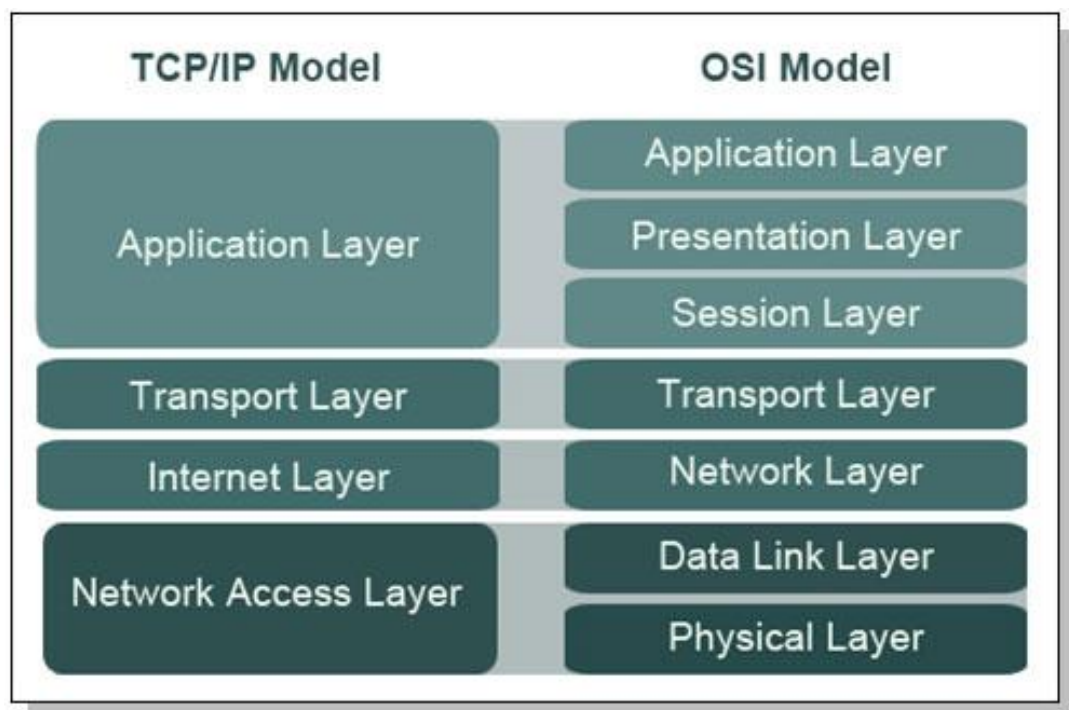 TCP/IP Model
OSI Model
Application Layer
Transport Layer
Internet Layer
Network Access Layer
Application Layer
Presentation Layer
Session Layer
Transport Layer
Network Layer
Data Link Layer
Physical Layer